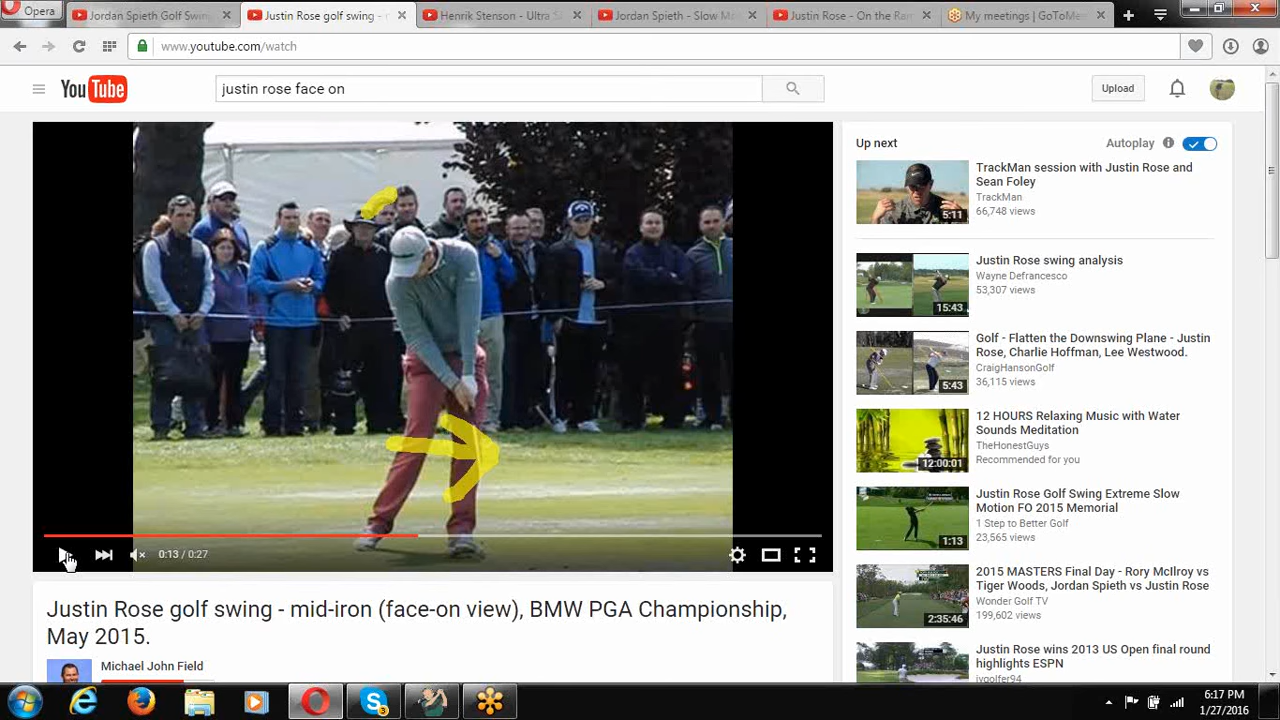 Opera
Jordan Spieth Golf Swing
Justin Rose golf swing -
Henrik Stenson - Ultra S
Jordan Spieth - Slow M
Justin Rose - On the Ran
My meetings | GoToMe
www.youtube.com/watch
YouTube
justin rose face on
Upload
Up next
Autoplay
TrackMan session with Justin Rose and
Sean Foley
TrackMan
66,748 views
5:11
Justin Rose swing analysis
Wayne Defrancesco
53,307 views
15:43
Golf - Flatten the Downswing Plane - Justin
Rose, Charlie Hoffman, Lee Westwood.
CraigHansonGolf
36,115 views
5:43
12 HOURS Relaxing Music with Water
Sounds Meditation
TheHonestGuys
Recommended for you
12:00:01
Justin Rose Golf Swing Extreme Slow
Motion FO 2015 Memorial
1 Step to Better Golf
23,565 views
1:13
2015 MASTERS Final Day - Rory McIlroy vs
Tiger Woods, Jordan Spieth vs Justin Rose
Wonder Golf TV
199,602 views
2:35:46
Justin Rose wins 2013 US Open final round
highlights ESPN
jvgolfer94
0:13 / 0:27
Justin Rose golf swing - mid-iron (face-on view), BMW PGA Championship,
May 2015.
Michael John Field
6:17 PM
1/27/2016